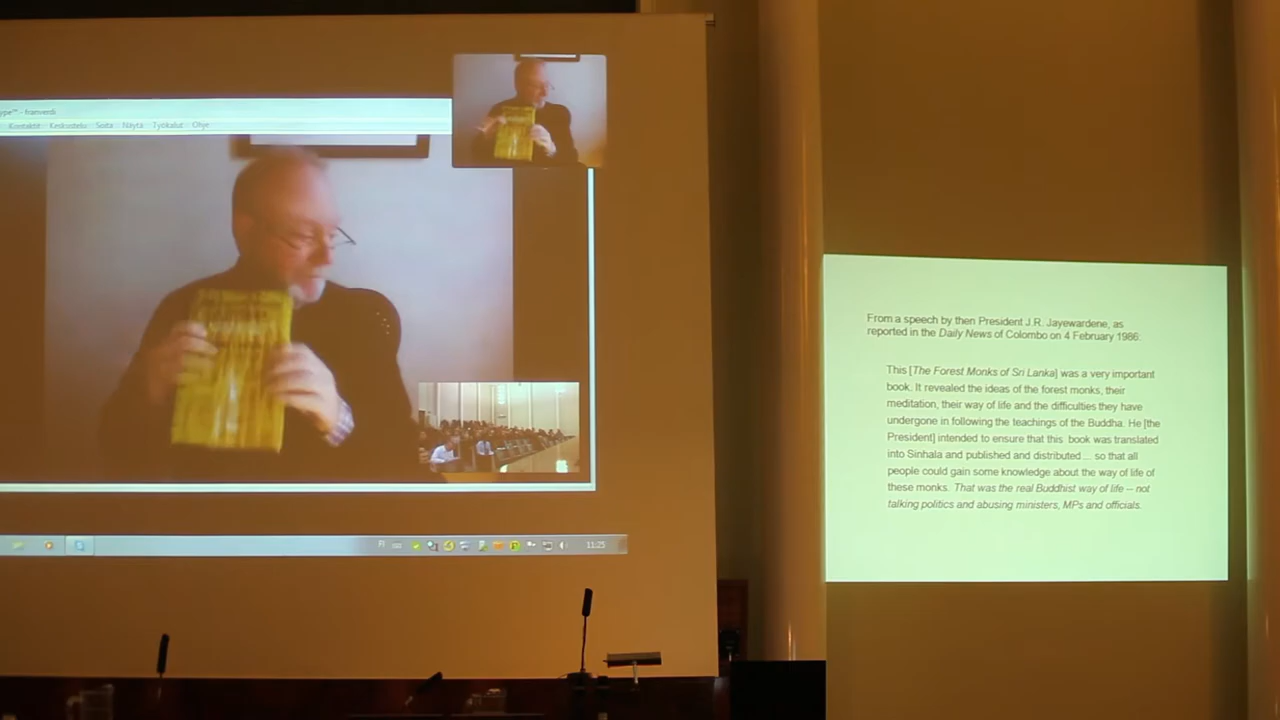 ype™ - franverdi
Kontaktit Keskustelu Soita Näytä Työkalut Ohje
FI
11:25
From a speech by then President J.R. Jayewardene, as
reported in the Daily News of Colombo on 4 February 1986:
This [The Forest Monks of Sri Lanka] was a very important
book. It revealed the ideas of the forest monks, their
meditation, their way of life and the difficulties they have
undergone in following the teachings of the Buddha. He [the
President] intended to ensure that this book was translated
into Sinhala and published and distributed ... so that all
people could gain some knowledge about the way of life of
these monks. That was the real Buddhist way of life -- not
talking politics and abusing ministers, MPs and officials.